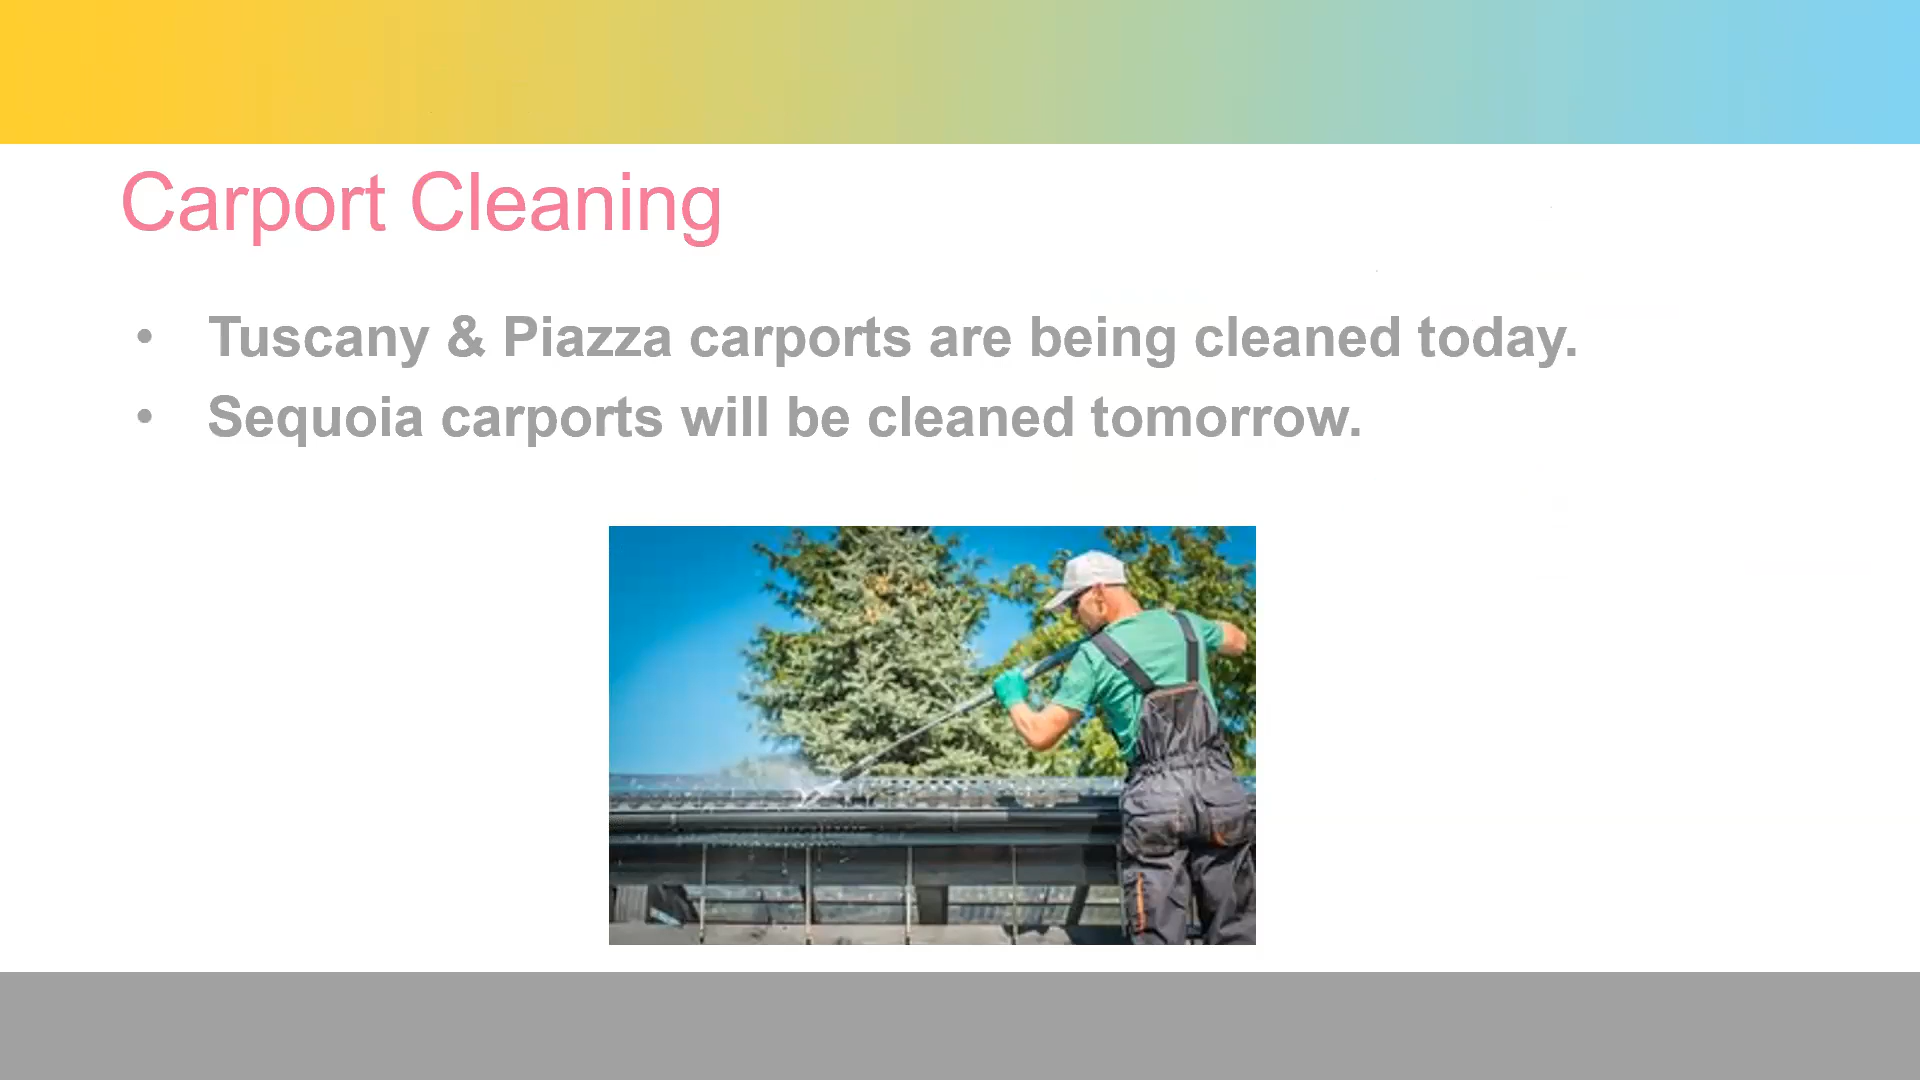 Carport Cleaning
• Tuscany & Piazza carports are being cleaned today.
• Sequoia carports will be cleaned tomorrow.